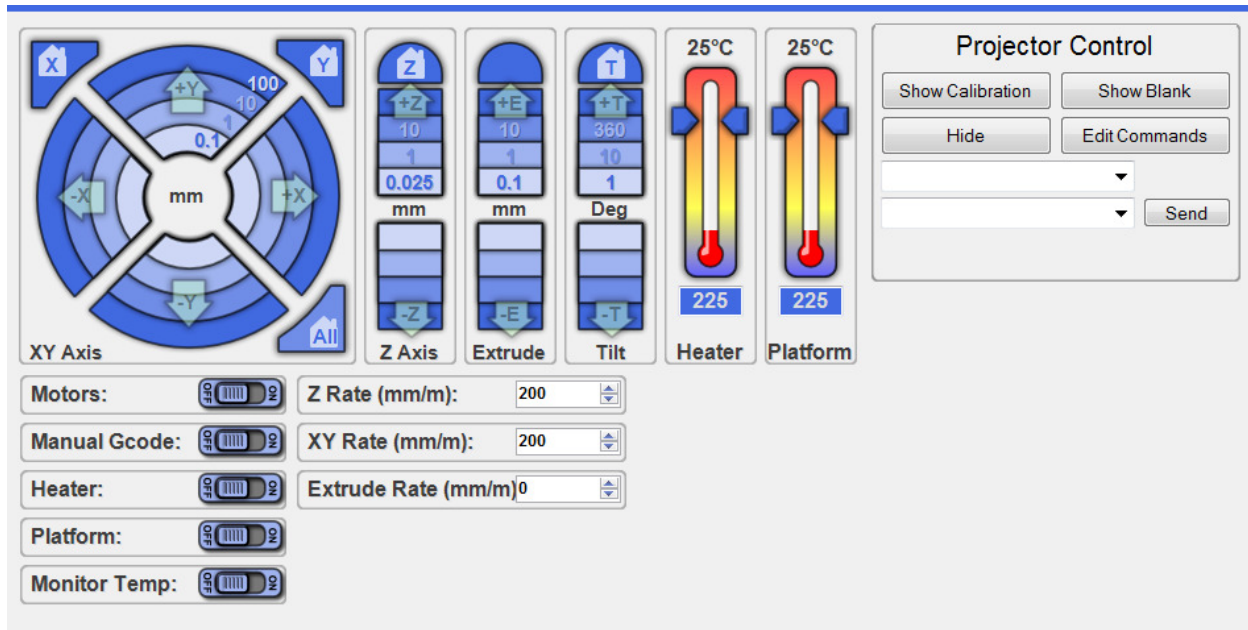 X
Y
+Y
100
10
1
0.1
-X
mm
+X
-Y
All
XY Axis
Z
+Z
10
1
0.025
mm
-Z
Z Axis
+E
10
1
0.1
mm
-E
Extrude
T
+T
360
10
1
Deg
-T
Tilt
25°C
225
Heater
25°C
225
Platform
Projector Control
Show Calibration Show Blank
Hide Edit Commands
Send
Motors: OFF ON Z Rate (mm/m): 200
Manual Gcode: OFF ON XY Rate (mm/m): 200
Heater: OFF ON Extrude Rate (mm/m) 0
Platform: OFF ON
Monitor Temp: OFF ON